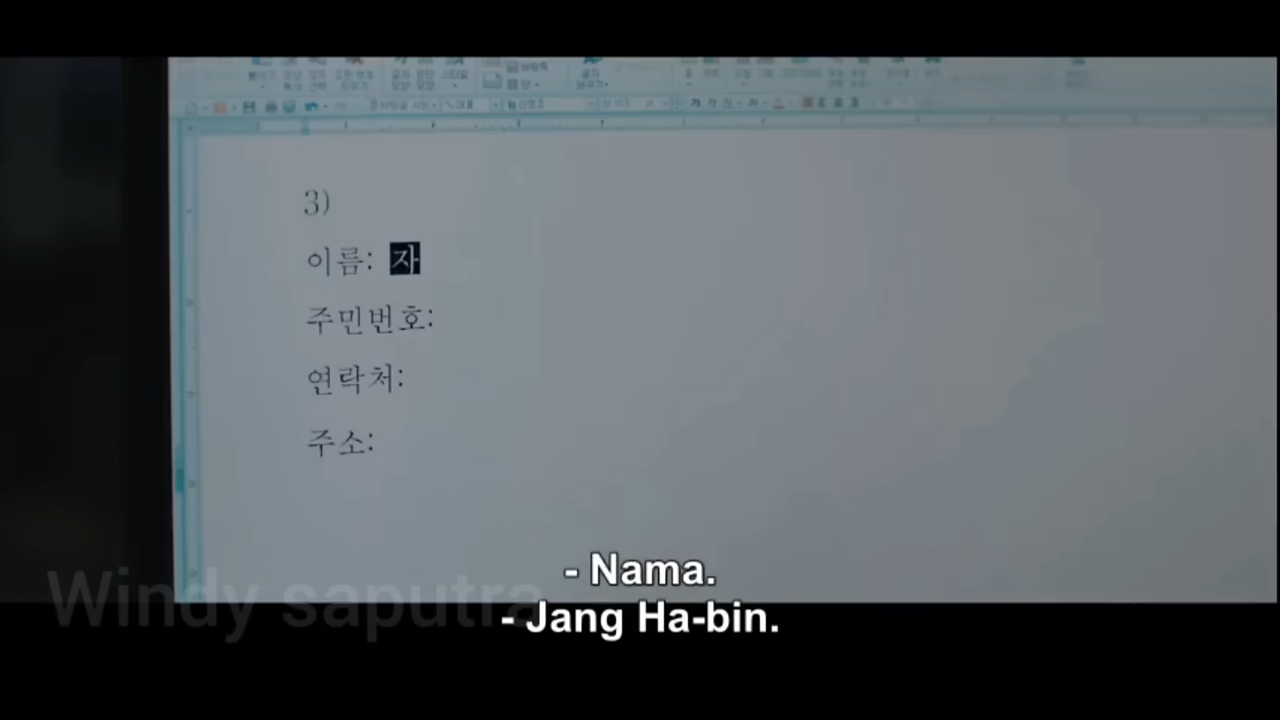 3)
이름: 자
주민번호:
연락처:
주소:
- Nama.
Windy saputra
- Jang Ha-bin.